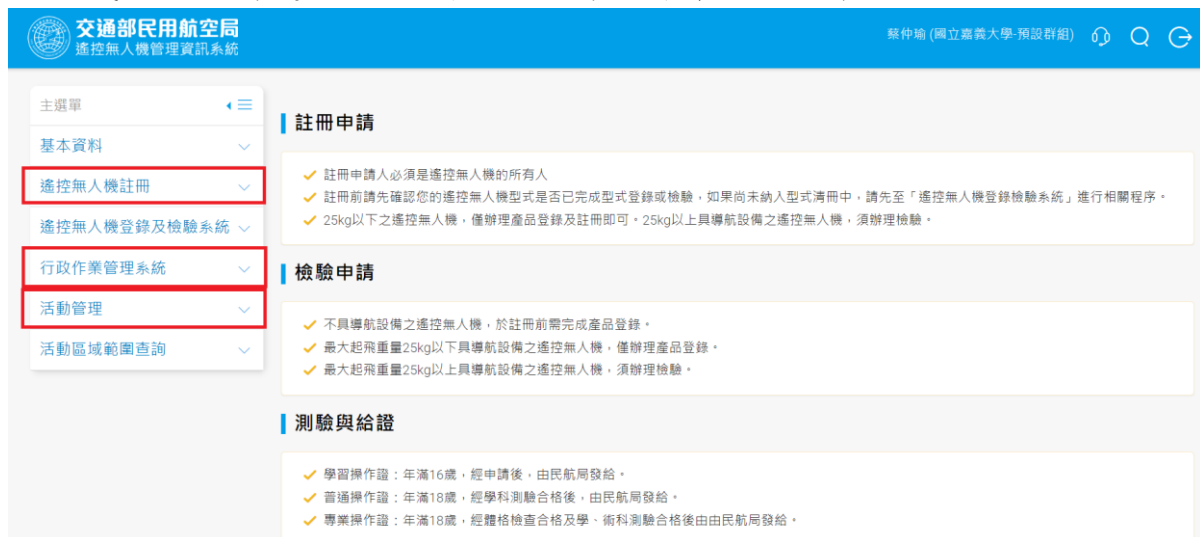 交通部民用航空局
遙控無人機管理資訊系統
蔡仲瑜 (國立嘉義大學-預設群組)
主選單
基本資料
遙控無人機註冊
遙控無人機登錄及檢驗系統
行政作業管理系統
活動管理
活動區域範圍查詢
註冊申請
註冊申請人必須是遙控無人機的所有人
註冊前請先確認您的遙控無人機型式是否已完成型式登錄或檢驗，如果尚未納入型式清冊中，請先至「遙控無人機登錄檢驗系統」進行相關程序。
25kg以下之遙控無人機，僅辦理產品登錄及註冊即可。25kg以上具導航設備之遙控無人機，須辦理檢驗。
檢驗申請
不具導航設備之遙控無人機，於註冊前需完成產品登錄。
最大起飛重量25kg以下具導航設備之遙控無人機，僅辦理產品登錄。
最大起飛重量25kg以上具導航設備之遙控無人機，須辦理檢驗。
測驗與給證
學習操作證：年滿16歲，經申請後，由民航局發給。
普通操作證：年滿18歲，經學科測驗合格後，由民航局發給。
專業操作證：年滿18歲，經體格檢查合格及學、術科測驗合格後由由民航局發給。